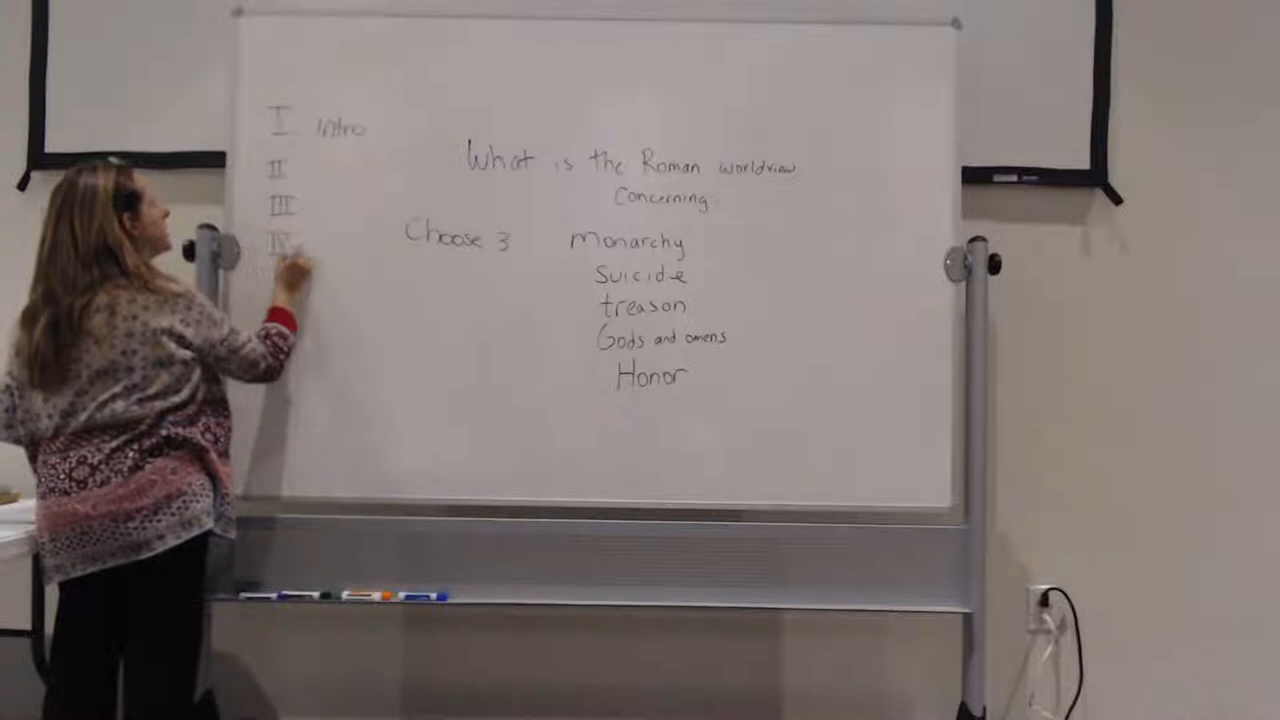 I Intro
II
III
IV
What is the Roman worldview
Concerning
Choose 3 Monarchy
Suicide
treason
Gods and omens
Honor